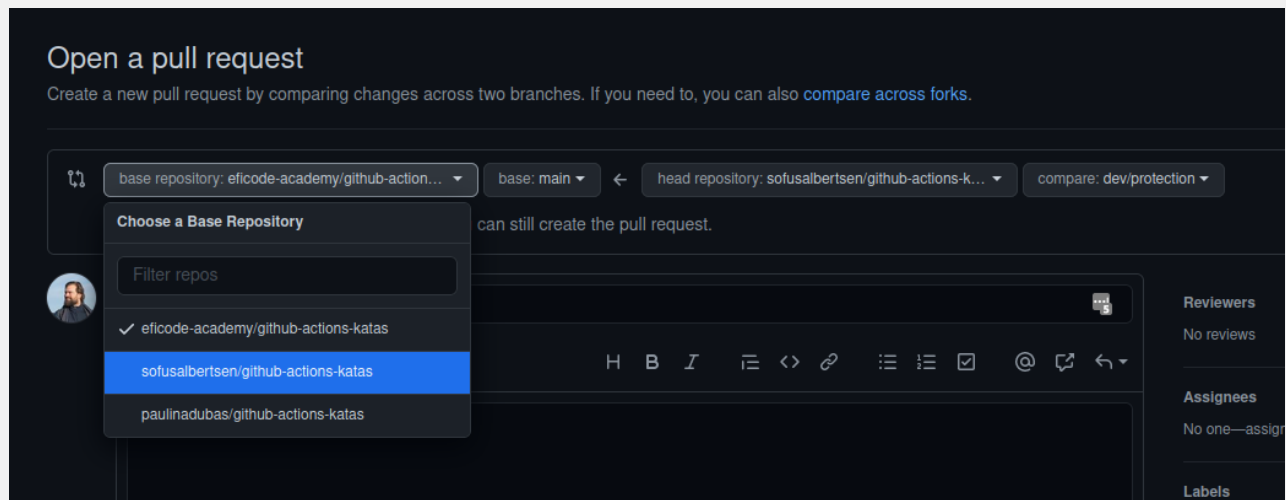 Open a pull request
Create a new pull request by comparing changes across two branches. If you need to, you can also compare across forks.
base repository: eficode-academy/github-action... base: main ← head repository: sofusalbertsen/github-actions-k... compare: dev/protection
Choose a Base Repository
can still create the pull request.
Filter repos
eficode-academy/github-actions-katas
sofusalbertsen/github-actions-katas
paulinadubas/github-actions-katas
Reviewers
No reviews
Assignees
No one—assign
Labels